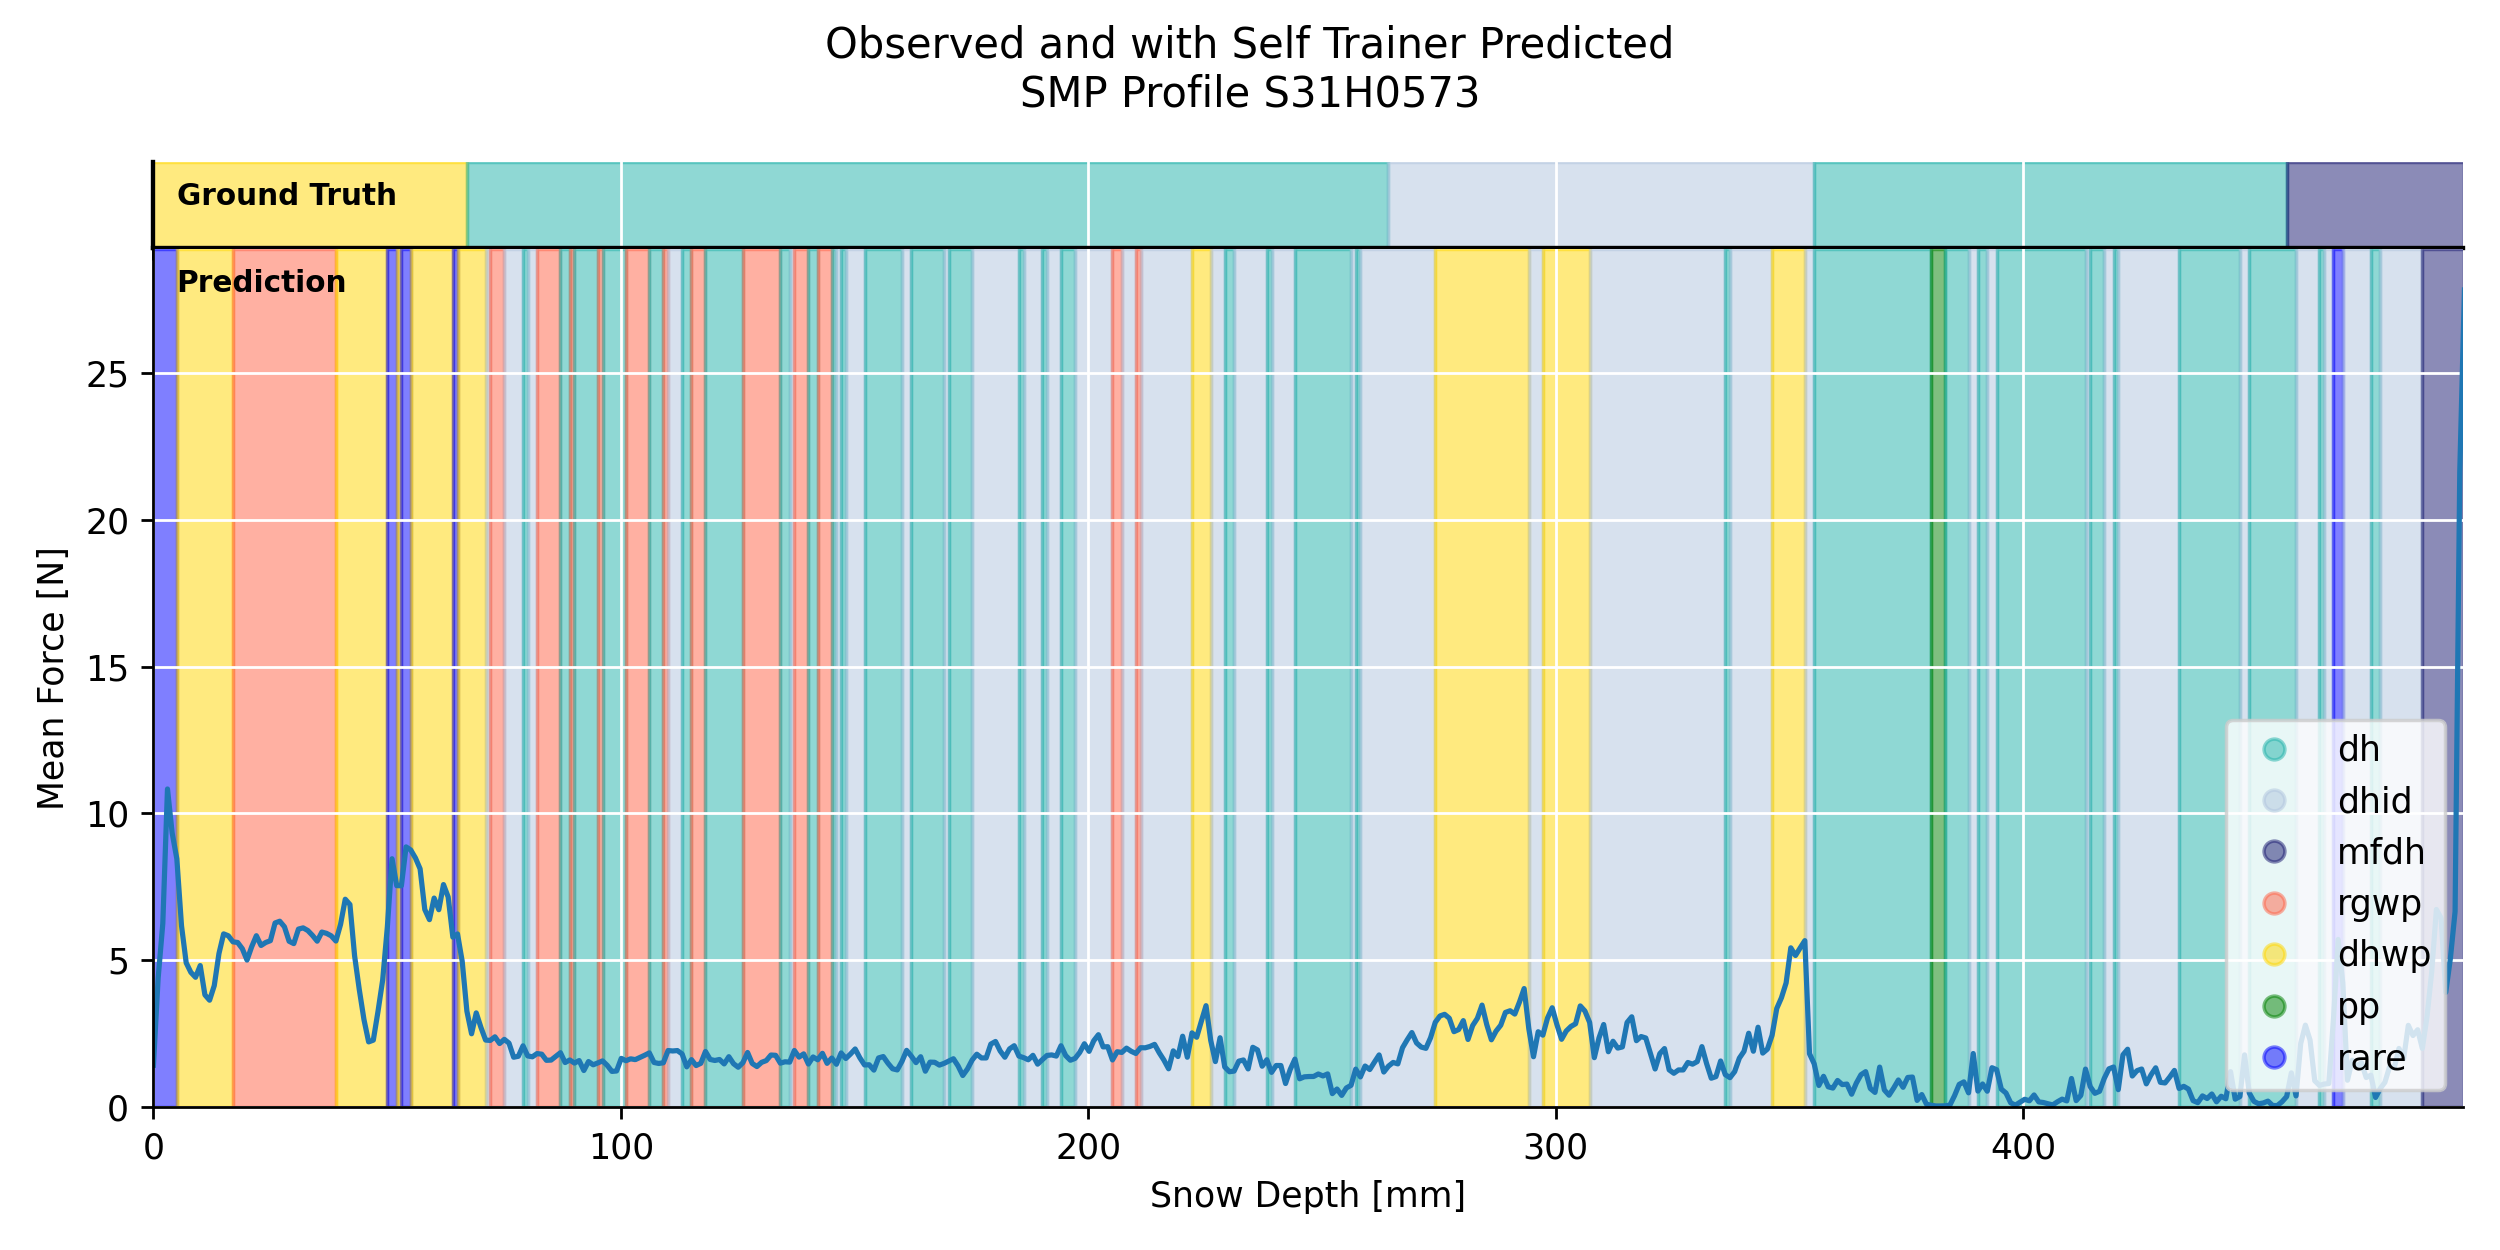 Observed and with Self Trainer Predicted
SMP Profile S31H0573
Ground Truth
Prediction
25
20
15
10
5
0
Mean Force [N]
0 100 200 300 400
Snow Depth [mm]
dh
dhid
mfdh
rgwp
dhwp
pp
rare